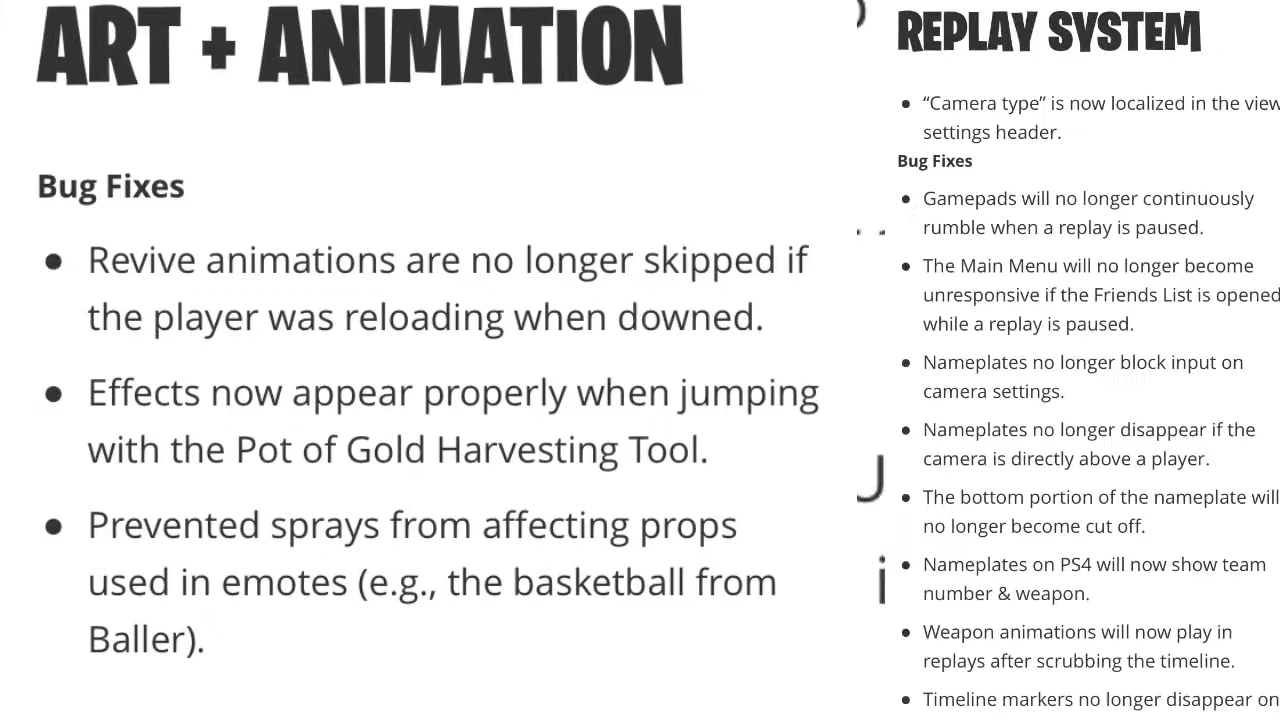 ART + ANIMATION
Bug Fixes
● Revive animations are no longer skipped if
the player was reloading when downed.
● Effects now appear properly when jumping
with the Pot of Gold Harvesting Tool.
● Prevented sprays from affecting props
used in emotes (e.g., the basketball from
Baller).
REPLAY SYSTEM
● “Camera type” is now localized in the view
settings header.
Bug Fixes
● Gamepads will no longer continuously
rumble when a replay is paused.
● The Main Menu will no longer become
unresponsive if the Friends List is opened
while a replay is paused.
● Nameplates no longer block input on
camera settings.
● Nameplates no longer disappear if the
camera is directly above a player.
● The bottom portion of the nameplate will
no longer become cut off.
● Nameplates on PS4 will now show team
number & weapon.
● Weapon animations will now play in
replays after scrubbing the timeline.
● Timeline markers no longer disappear on